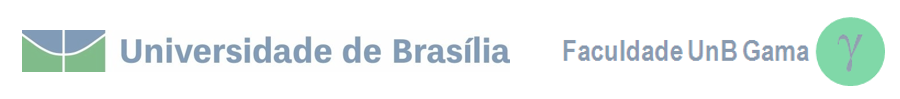 Universidade de Brasília
Faculdade UnB Gama
γ